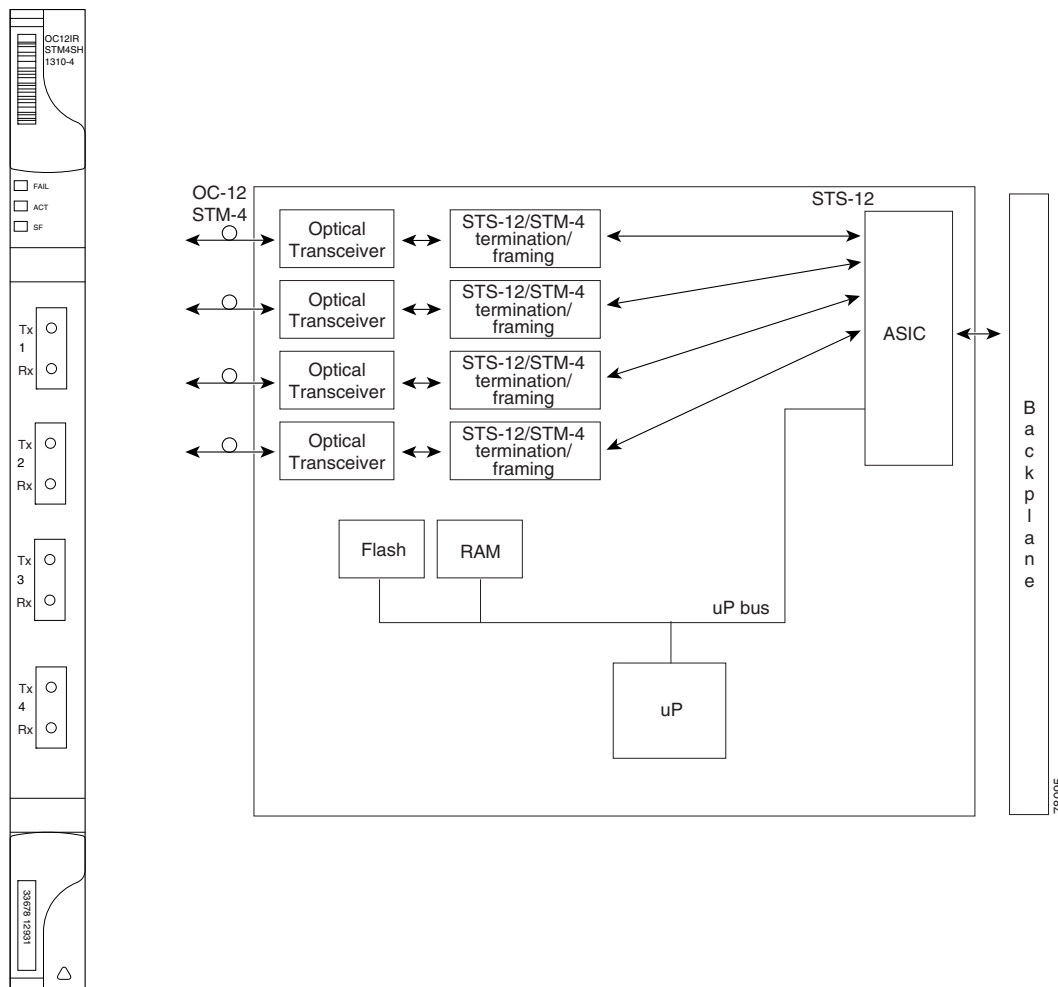 OC12IR
STM4SH
1310-4
FAIL
ACT
SF
Tx
1
Rx
Tx
2
Rx
Tx
3
Rx
Tx
4
Rx
33678 12931
OC-12
STM-4
STS-12
Optical
Transceiver
STS-12/STM-4
termination/
framing
Optical
Transceiver
STS-12/STM-4
termination/
framing
Optical
Transceiver
STS-12/STM-4
termination/
framing
Optical
Transceiver
STS-12/STM-4
termination/
framing
ASIC
Flash
RAM
uP bus
uP
Backplane
78095